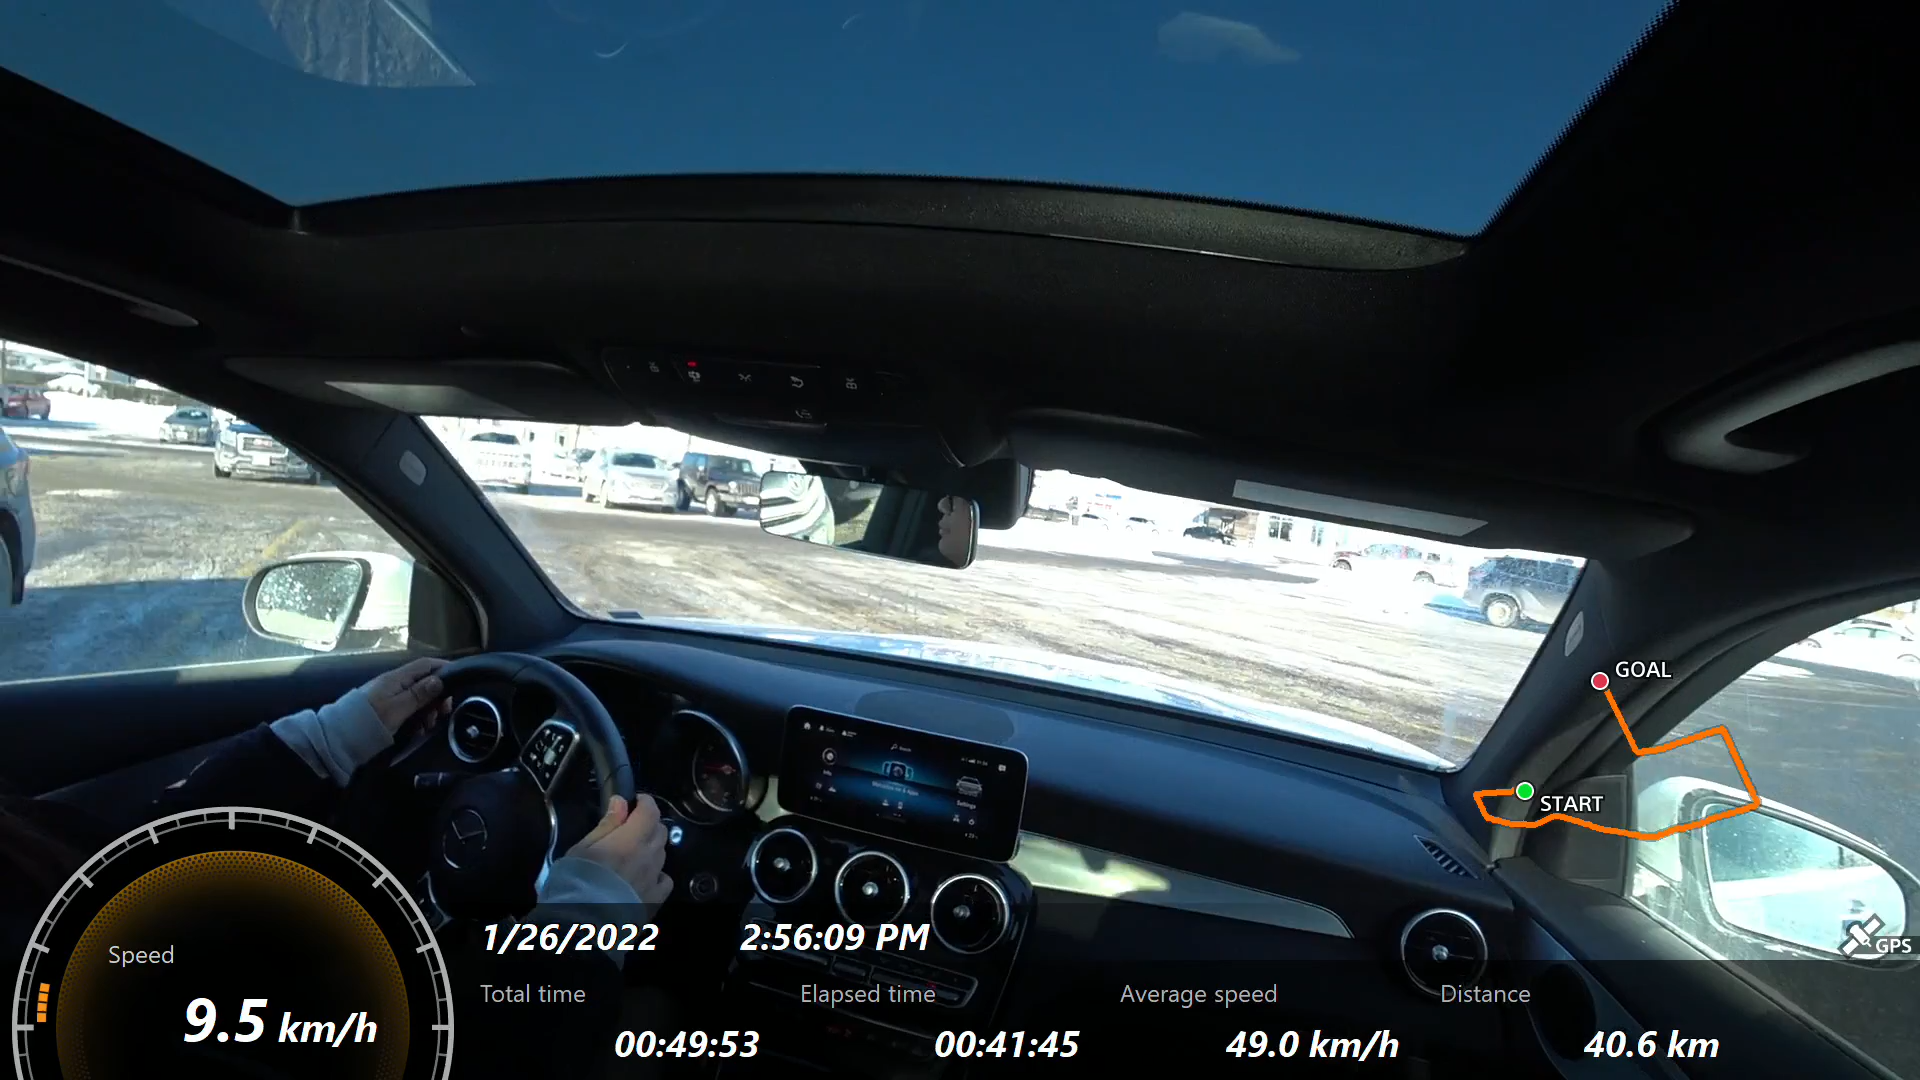 GOAL
START
1/26/2022 2:56:09 PM
GPS
Speed
9.5 km/h
Total time Elapsed time Average speed Distance
00:49:53 00:41:45 49.0 km/h 40.6 km